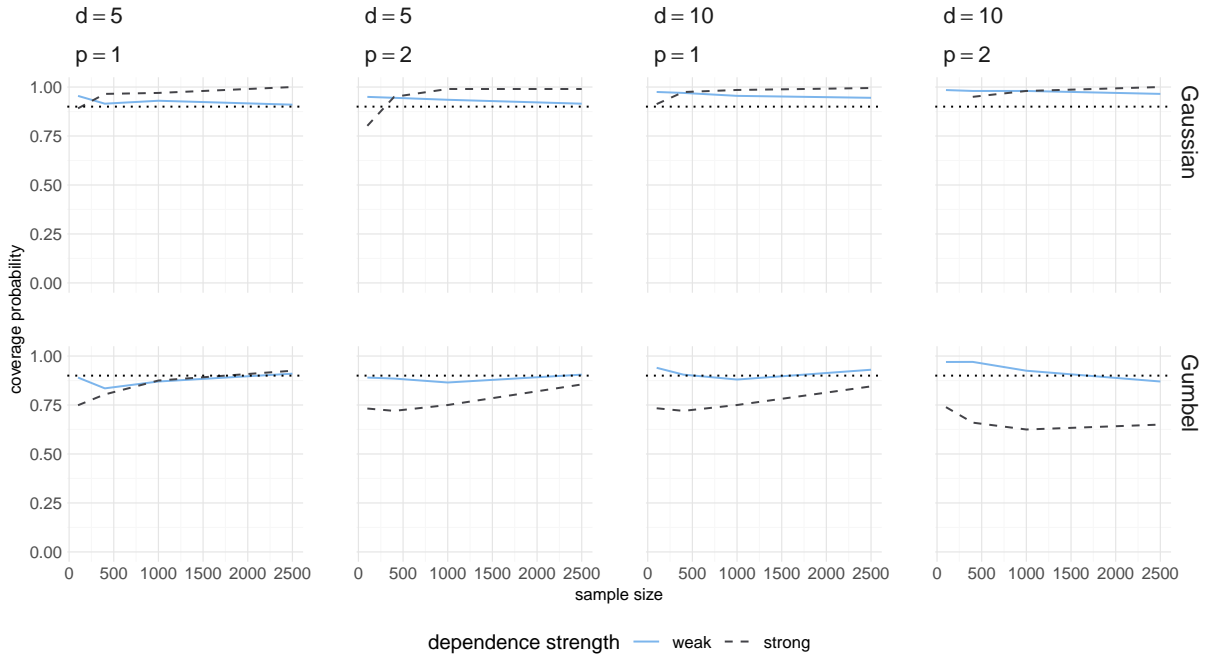 d = 5 d = 5 d = 10 d = 10
p = 1 p = 2 p = 1 p = 2
1.00
0.75
0.50
0.25
0.00
Gaussian
coverage probability
1.00
0.75
0.50
0.25
0.00
Gumbel
0 500 1000 1500 2000 2500 0 500 1000 1500 2000 2500 0 500 1000 1500 2000 2500 0 500 1000 1500 2000 2500
sample size
dependence strength weak strong